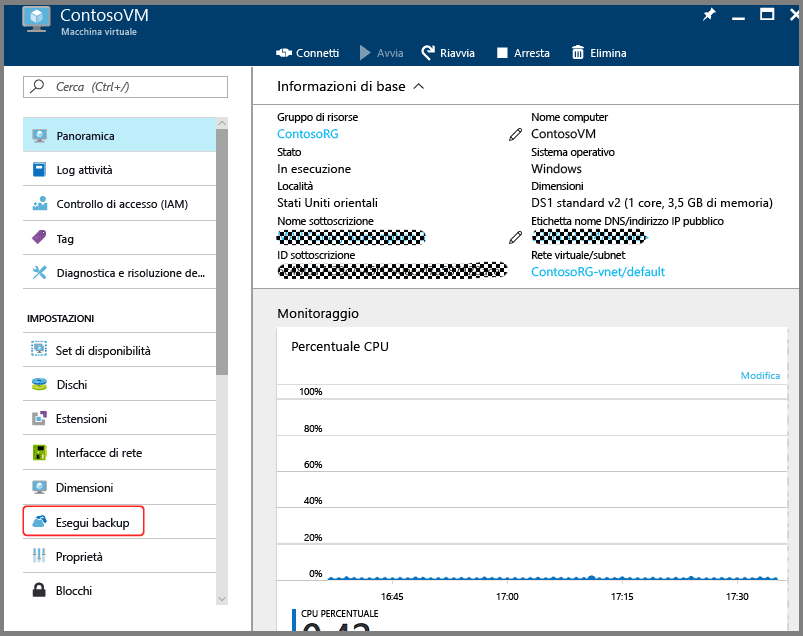 ContosoVM
Macchina virtuale
Connetti
Avvia
Riavvia
Arresta
Elimina
Cerca (Ctrl+/)
Panoramica
Log attività
Controllo di accesso (IAM)
Tag
Diagnostica e risoluzione de...
IMPOSTAZIONI
Set di disponibilità
Dischi
Estensioni
Interfacce di rete
Dimensioni
Esegui backup
Proprietà
Blocchi
Informazioni di base
Gruppo di risorse
ContosoRG
Stato
In esecuzione
Località
Stati Uniti orientali
Nome sottoscrizione
ID sottoscrizione
Nome computer
ContosoVM
Sistema operativo
Windows
Dimensioni
DS1 standard v2 (1 core, 3,5 GB di memoria)
Etichetta nome DNS/indirizzo IP pubblico
Rete virtuale/subnet
ContosoRG-vnet/default
Monitoraggio
Percentuale CPU
Modifica
100%
80%
60%
40%
20%
0%
16:45
17:00
17:15
17:30
CPU PERCENTUALE